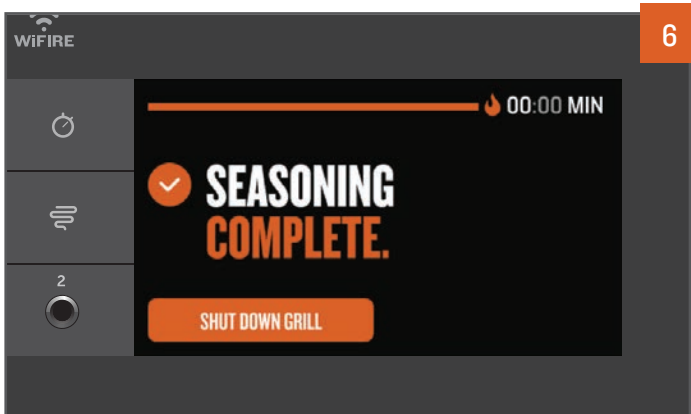 6
WiFIRE
00:00 MIN
SEASONING
COMPLETE.
2
SHUT DOWN GRILL